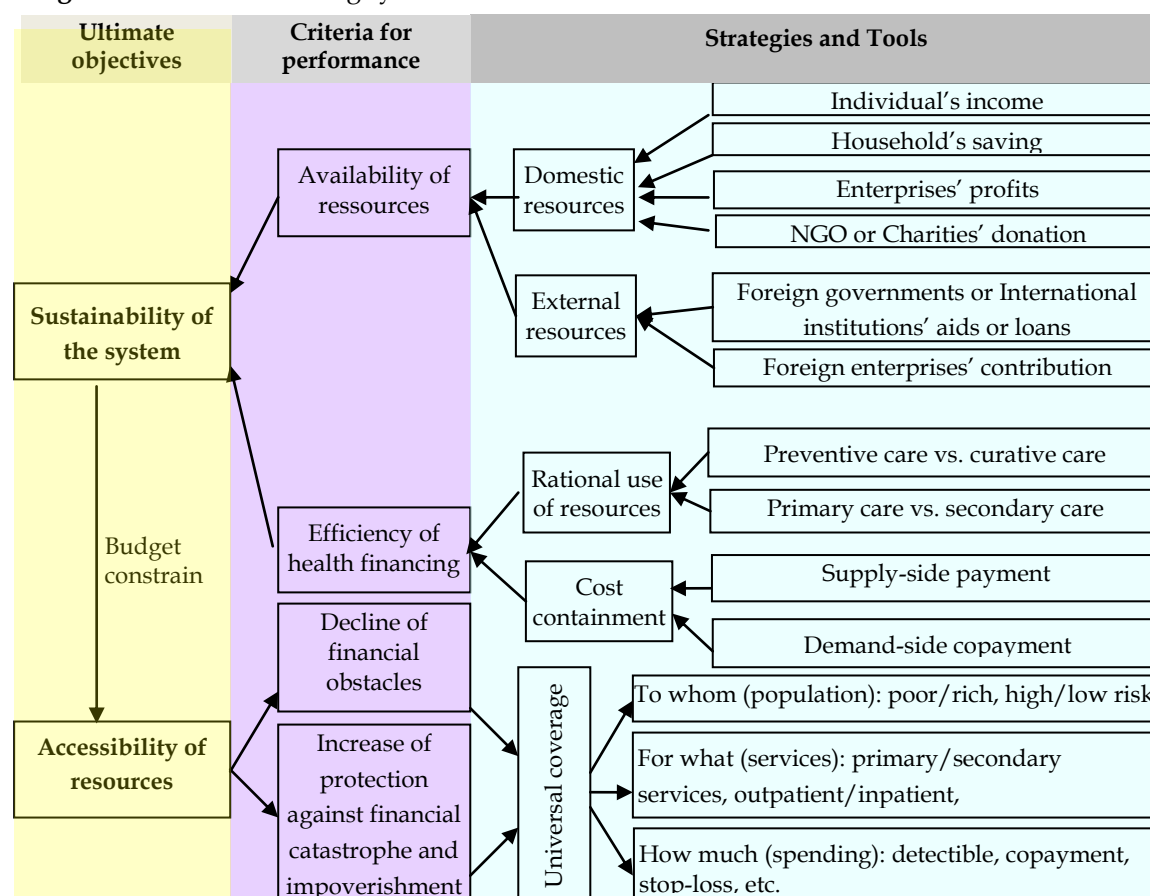 Ultimate
objectives
Criteria for
performance
Strategies and Tools
Individual’s income
Household’s saving
Availability of
ressources
Domestic
resources
Enterprises’ profits
NGO or Charities’ donation
External
resources
Foreign governments or International
institutions’ aids or loans
Foreign enterprises’ contribution
Sustainability of
the system
Rational use
of resources
Preventive care vs. curative care
Primary care vs. secondary care
Efficiency of
health financing
Budget
constrain
Cost
containment
Supply-side payment
Demand-side copayment
Decline of
financial
obstacles
Universal coverage
To whom (population): poor/rich, high/low risk
Accessibility of
resources
Increase of
protection
against financial
catastrophe and
impoverishment
For what (services): primary/secondary
services, outpatient/inpatient,
How much (spending): detectible, copayment,
stop-loss, etc.